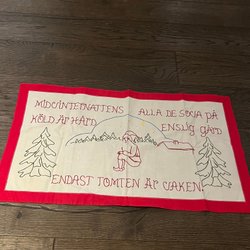 MIDVINTERNATTENS
KÖLD ÄR HÅRD
ALLA DE SOVA PÅ
ENSLIG GÅRD
ENDAST TOMTEN ÄR VAKEN.